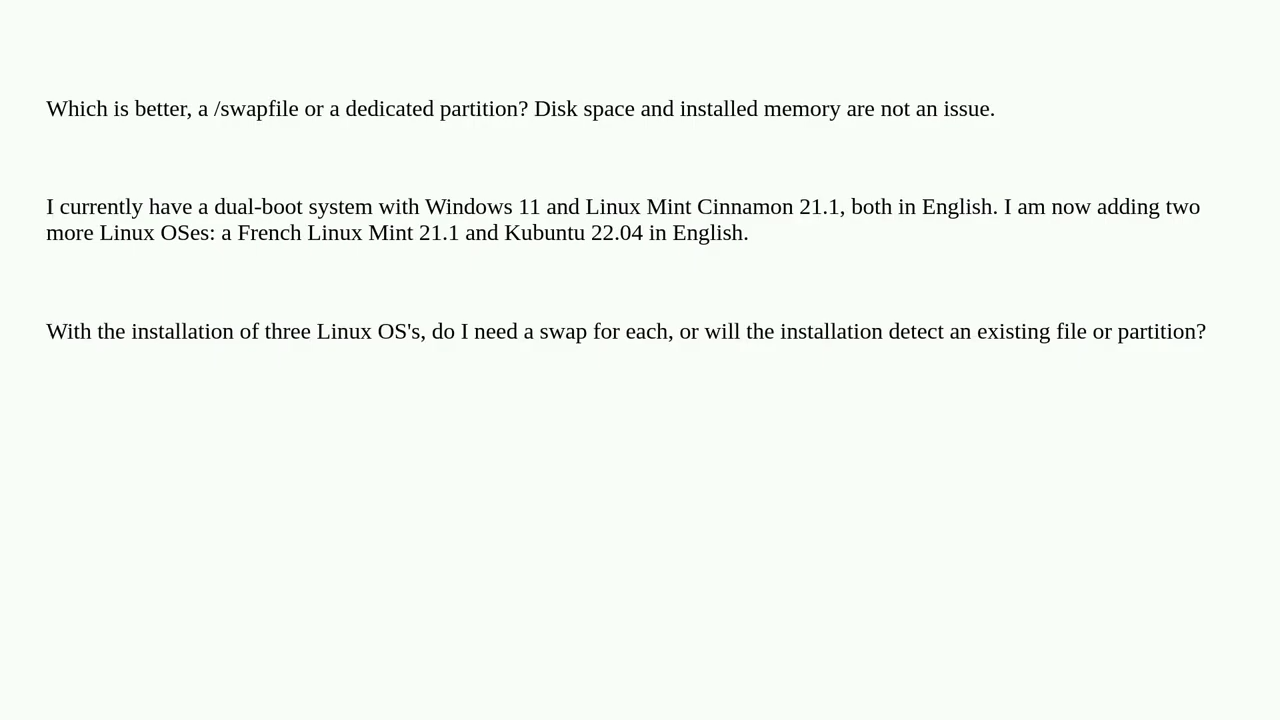 Which is better, a /swapfile or a dedicated partition? Disk space and installed memory are not an issue.
I currently have a dual-boot system with Windows 11 and Linux Mint Cinnamon 21.1, both in English. I am now adding two
more Linux OSes: a French Linux Mint 21.1 and Kubuntu 22.04 in English.
With the installation of three Linux OS's, do I need a swap for each, or will the installation detect an existing file or partition?